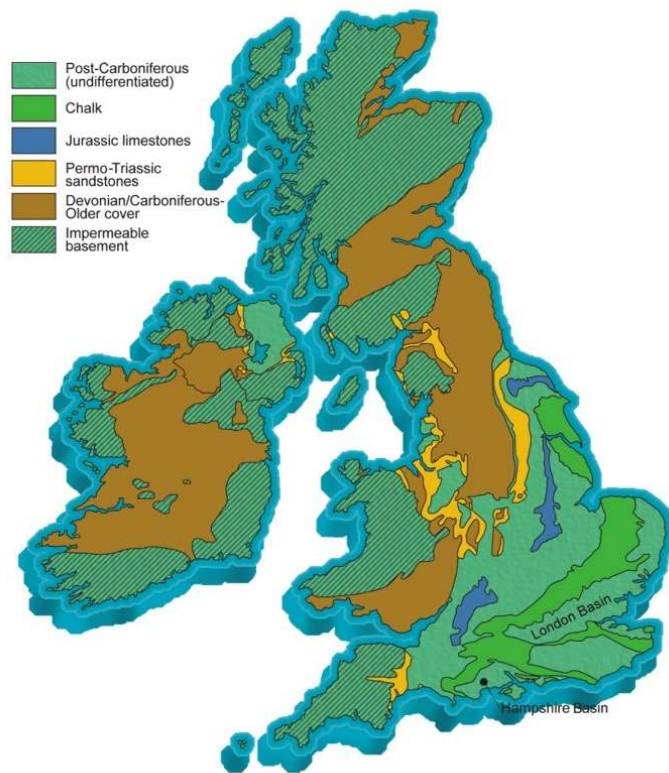 Post-Carboniferous
(undifferentiated)
Chalk
Jurassic limestones
Permo-Triassic
sandstones
Devonian/Carboniferous-
Older cover
Impermeable
basement
London Basin
Hampshire Basin